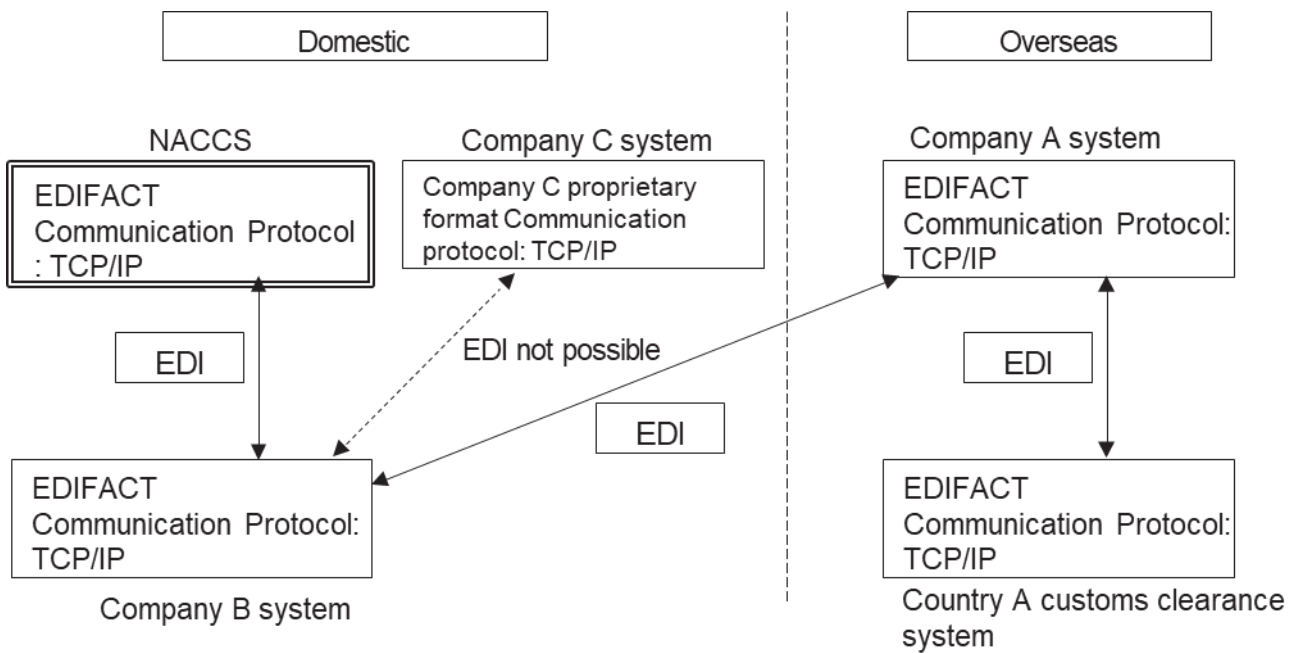 Domestic
Overseas
NACCS
Company C system
Company A system
EDIFACT
Communication Protocol
: TCP/IP
Company C proprietary
format Communication
protocol: TCP/IP
EDIFACT
Communication Protocol:
TCP/IP
EDI
EDI not possible
EDI
EDI
EDIFACT
Communication Protocol:
TCP/IP
EDIFACT
Communication Protocol:
TCP/IP
Company B system
Country A customs clearance
system